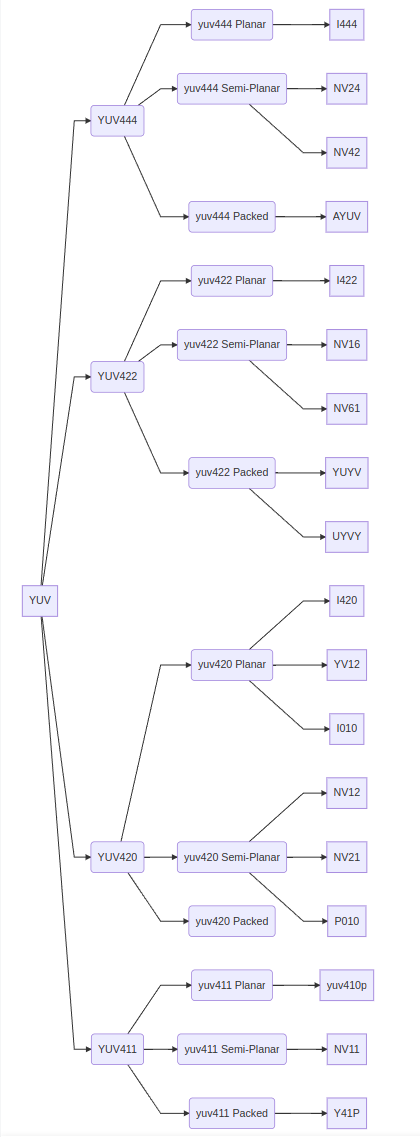 yuv444 Planar
I444
yuv444 Semi-Planar
NV24
YUV444
NV42
yuv444 Packed
AYUV
yuv422 Planar
I422
yuv422 Semi-Planar
NV16
YUV422
NV61
yuv422 Packed
YUYV
UYVY
YUV
I420
yuv420 Planar
YV12
I010
NV12
YUV420
yuv420 Semi-Planar
NV21
yuv420 Packed
P010
yuv411 Planar
yuv410p
YUV411
yuv411 Semi-Planar
NV11
yuv411 Packed
Y41P